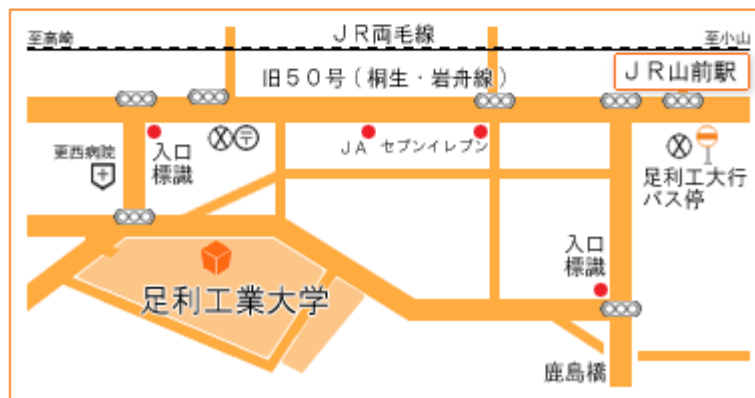 至高崎
JR両毛線
至小山
旧50号(桐生・岩舟線)
JR山前駅
更西病院
入口
標識
JA
セブンイレブン
足利工大行
バス停
入口
標識
足利工業大学
鹿島橋